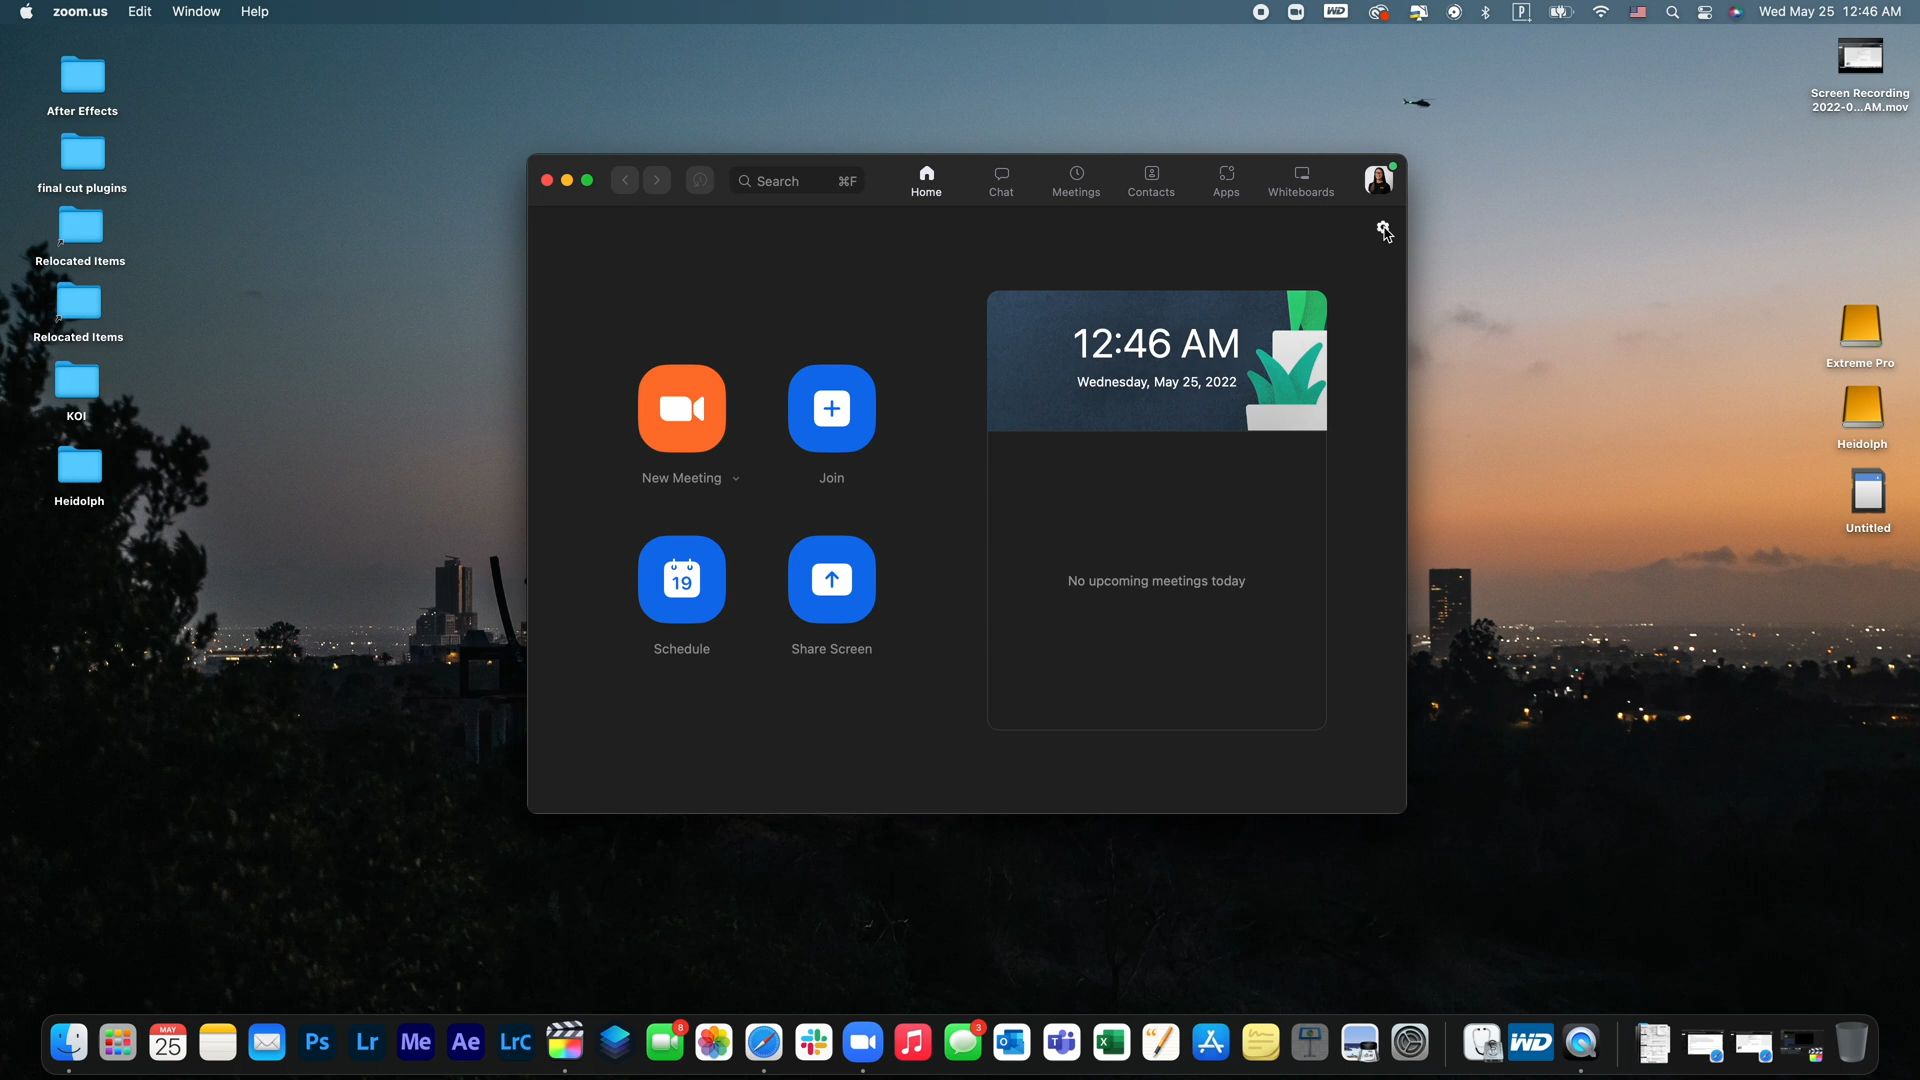 zoom.us Edit Window Help
WD
P
Wed May 25 12:46 AM
After Effects
final cut plugins
Relocated Items
Relocated Items
KOI
Heidolph
Screen Recording
2022-0...AM.mov
Extreme Pro
Heidolph
Untitled
Search ⌘F
Home
Chat
Meetings
Contacts
Apps
Whiteboards
12:46 AM
Wednesday, May 25, 2022
New Meeting
Join
19
Schedule
Share Screen
No upcoming meetings today
MAY
25
Ps
Lr
Me
Ae
LrC
8
3
WD